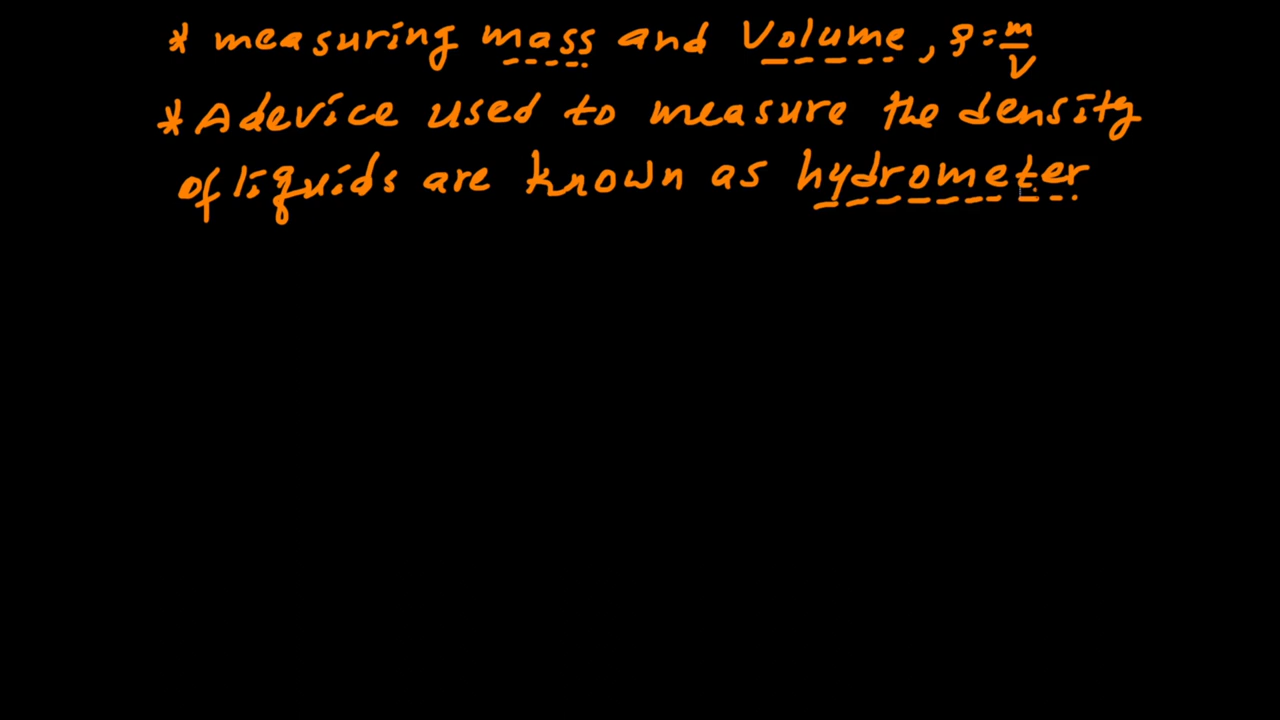 * measuring mass and Volume, ρ = m/V
* A device used to measure the density
of liquids are known as hydrometer